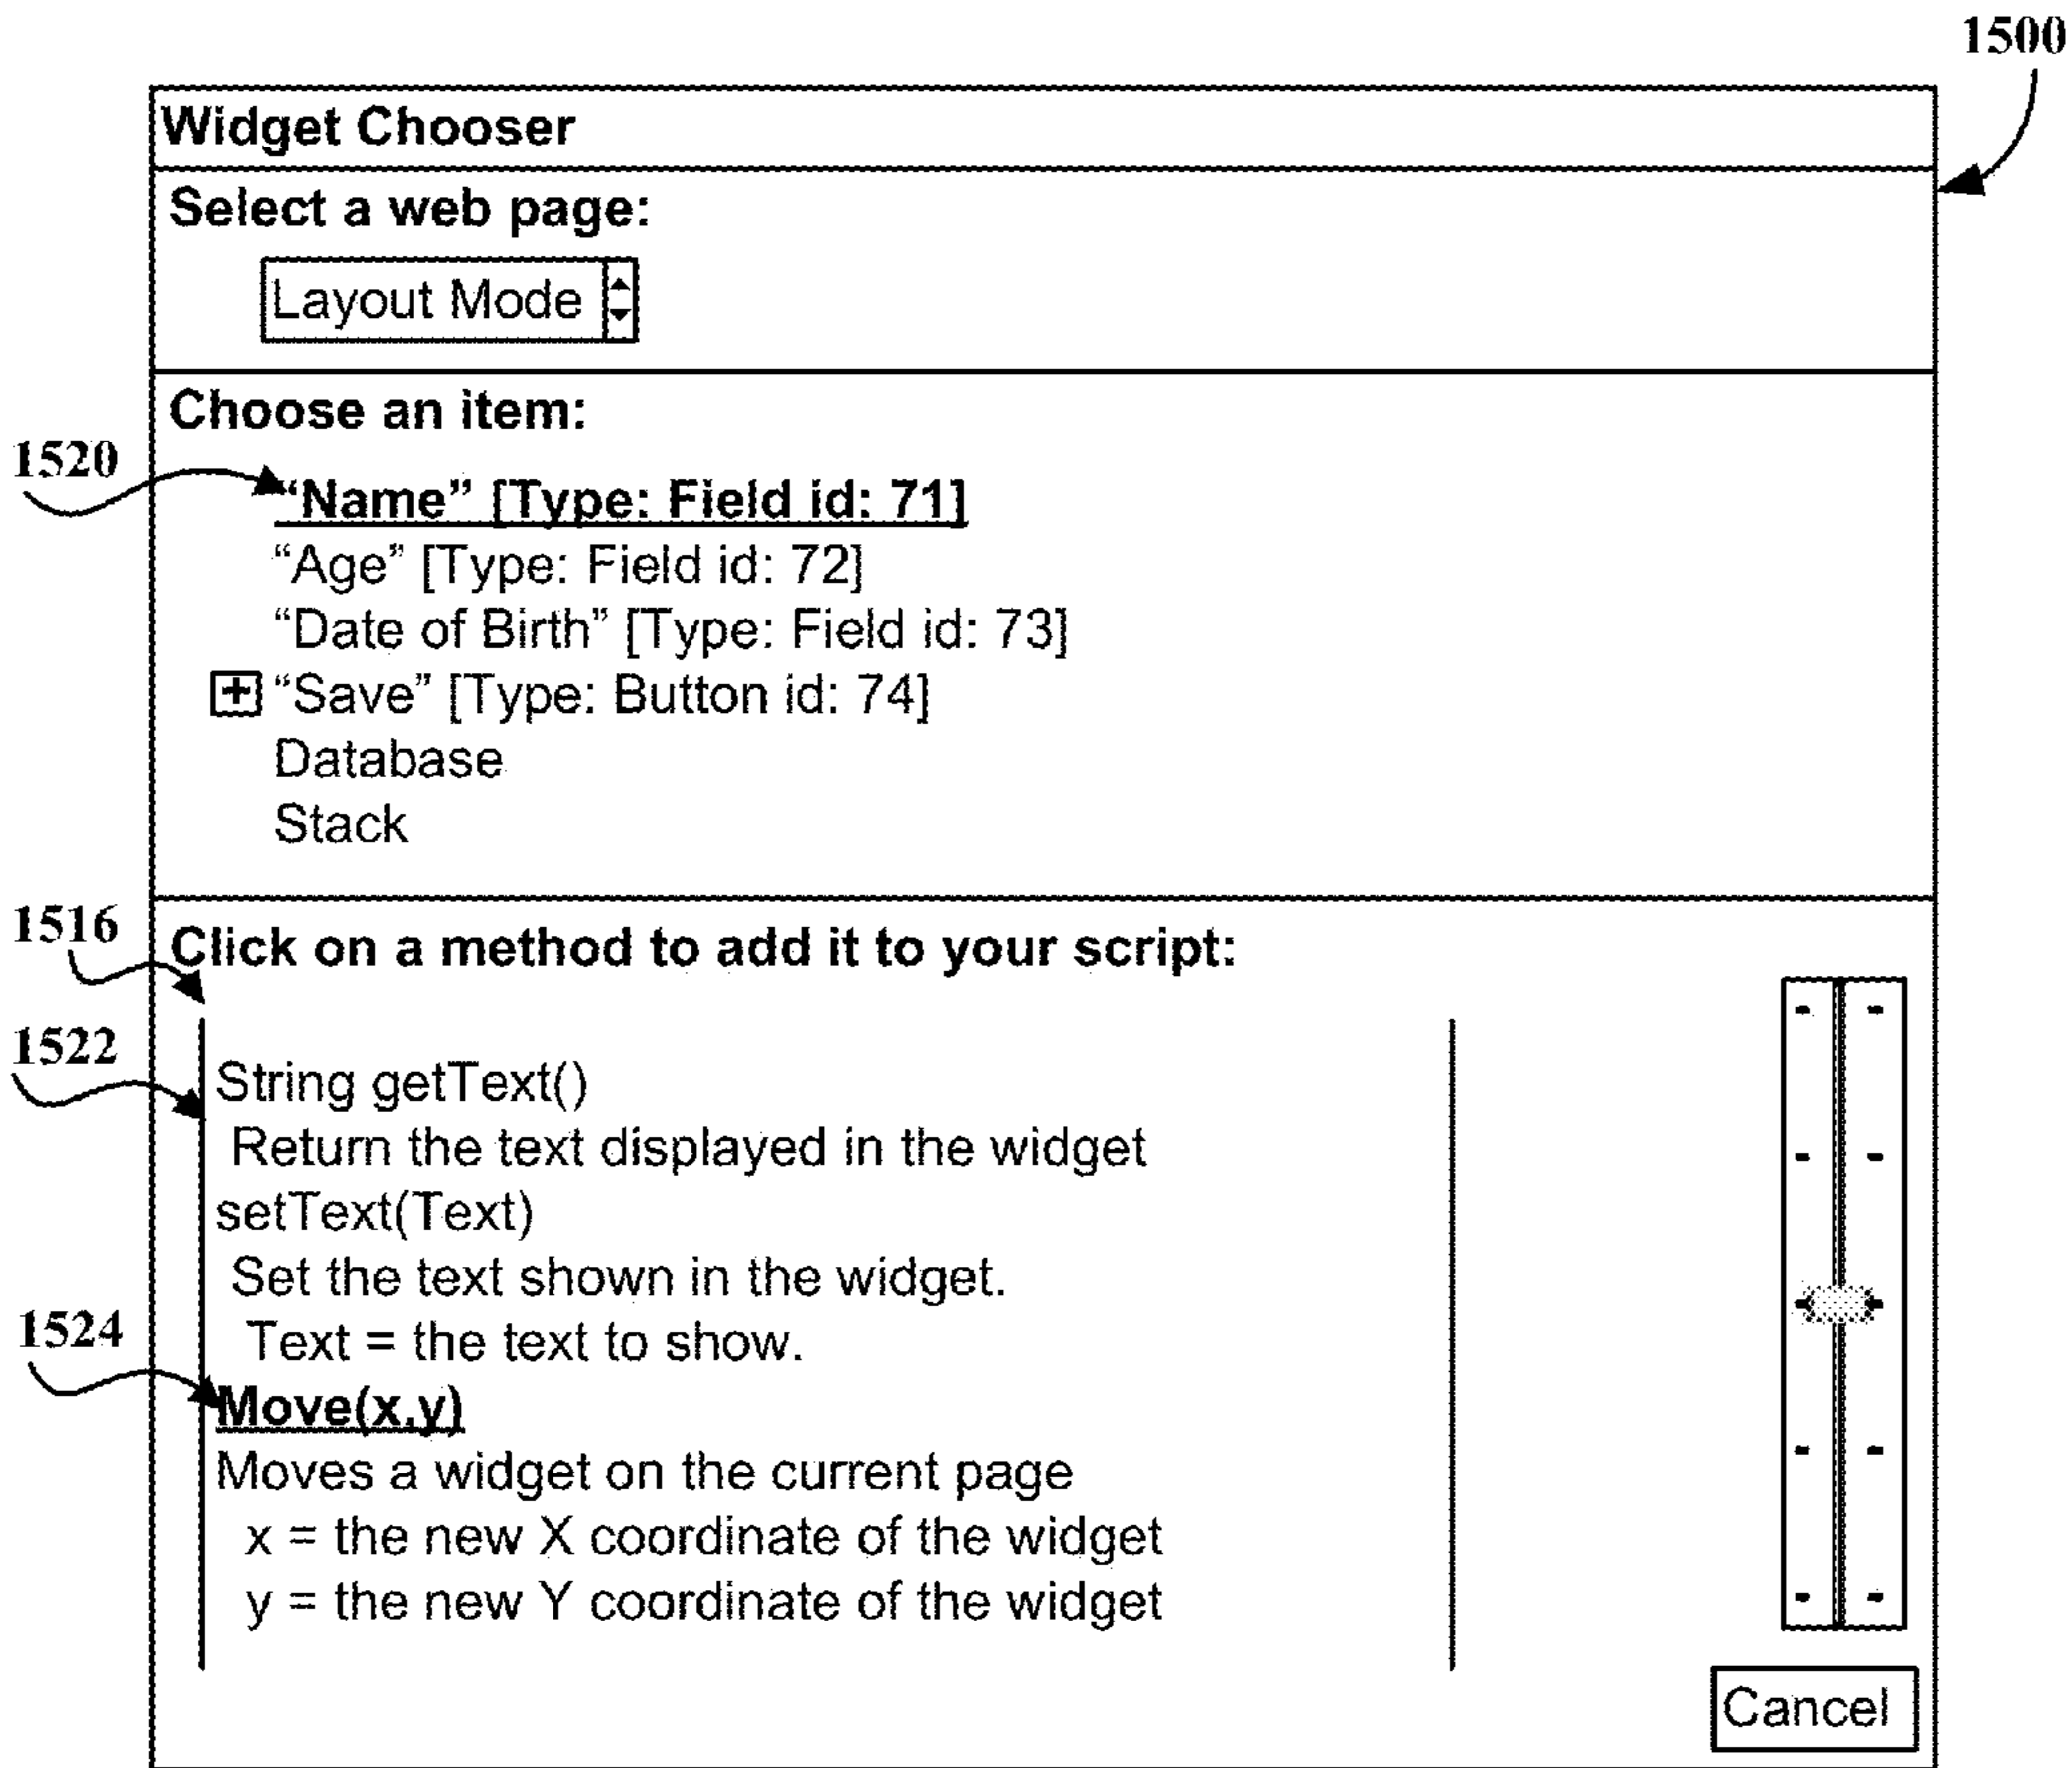 1500
Widget Chooser
Select a web page:
Layout Mode
Choose an item:
1520
“Name” [Type: Field id: 71]
“Age” [Type: Field id: 72]
“Date of Birth” [Type: Field id: 73]
+ “Save” [Type: Button id: 74]
Database
Stack
1516
Click on a method to add it to your script:
1522
String getText()
Return the text displayed in the widget
setText(Text)
Set the text shown in the widget.
Text = the text to show.
1524
Move(x,y)
Moves a widget on the current page
x = the new X coordinate of the widget
y = the new Y coordinate of the widget
Cancel